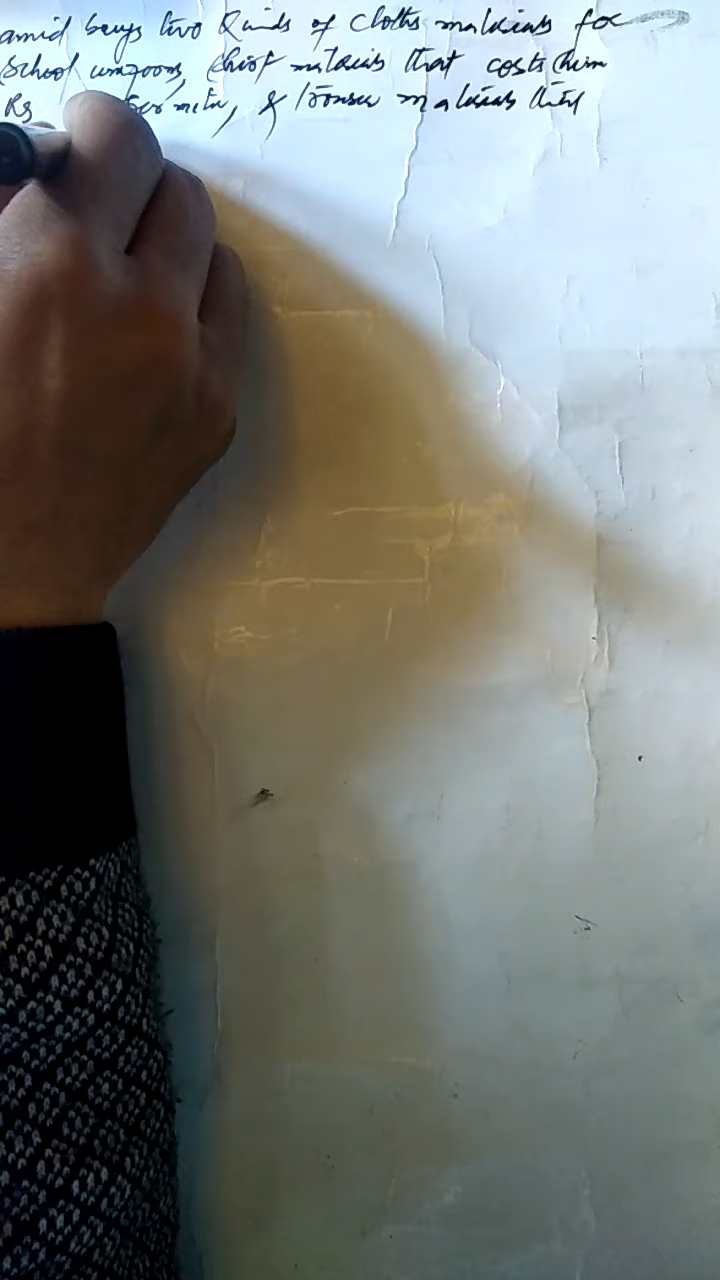 amid buys two kinds of cloths materials for
School uniforms, shirt materials that costs him
Rs per meter, & trouser materials that